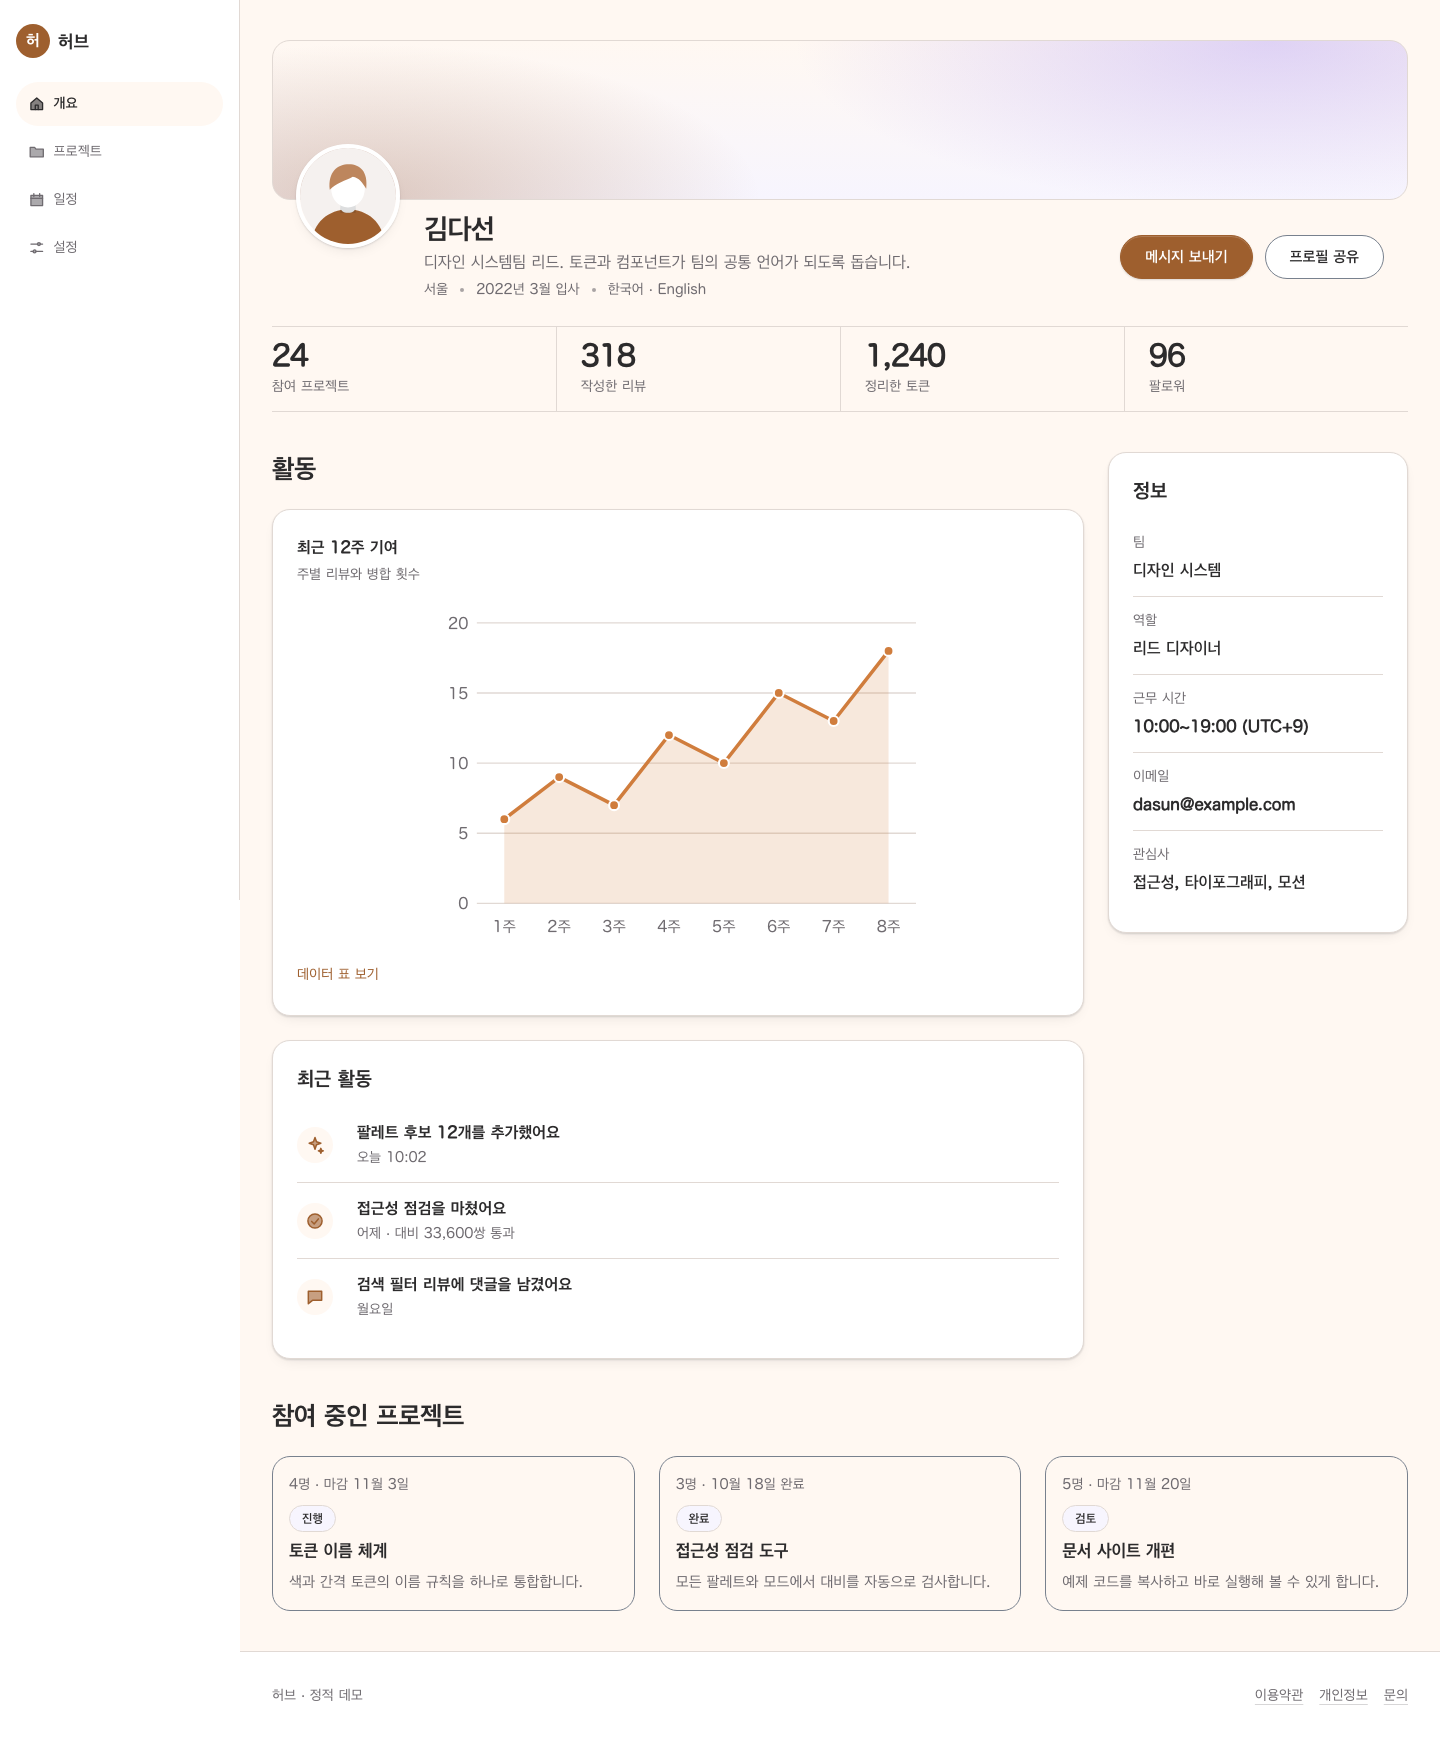 허 허브
개요
프로젝트
일정
설정
김다선
디자인 시스템팀 리드. 토큰과 컴포넌트가 팀의 공통 언어가 되도록 돕습니다.
서울 • 2022년 3월 입사 • 한국어 · English
메시지 보내기
프로필 공유
24
참여 프로젝트
318
작성한 리뷰
1,240
정리한 토큰
96
팔로워
활동
최근 12주 기여
주별 리뷰와 병합 횟수
20
15
10
5
0
1주 2주 3주 4주 5주 6주 7주 8주
데이터 표 보기
정보
팀
디자인 시스템
역할
리드 디자이너
근무 시간
10:00~19:00 (UTC+9)
이메일
dasun@example.com
관심사
접근성, 타이포그래피, 모션
최근 활동
팔레트 후보 12개를 추가했어요
오늘 10:02
접근성 점검을 마쳤어요
어제 · 대비 33,600쌍 통과
검색 필터 리뷰에 댓글을 남겼어요
월요일
참여 중인 프로젝트
4명 · 마감 11월 3일
진행
토큰 이름 체계
색과 간격 토큰의 이름 규칙을 하나로 통합합니다.
3명 · 10월 18일 완료
완료
접근성 점검 도구
모든 팔레트와 모드에서 대비를 자동으로 검사합니다.
5명 · 마감 11월 20일
검토
문서 사이트 개편
예제 코드를 복사하고 바로 실행해 볼 수 있게 합니다.
허브 · 정적 데모
이용약관 개인정보 문의